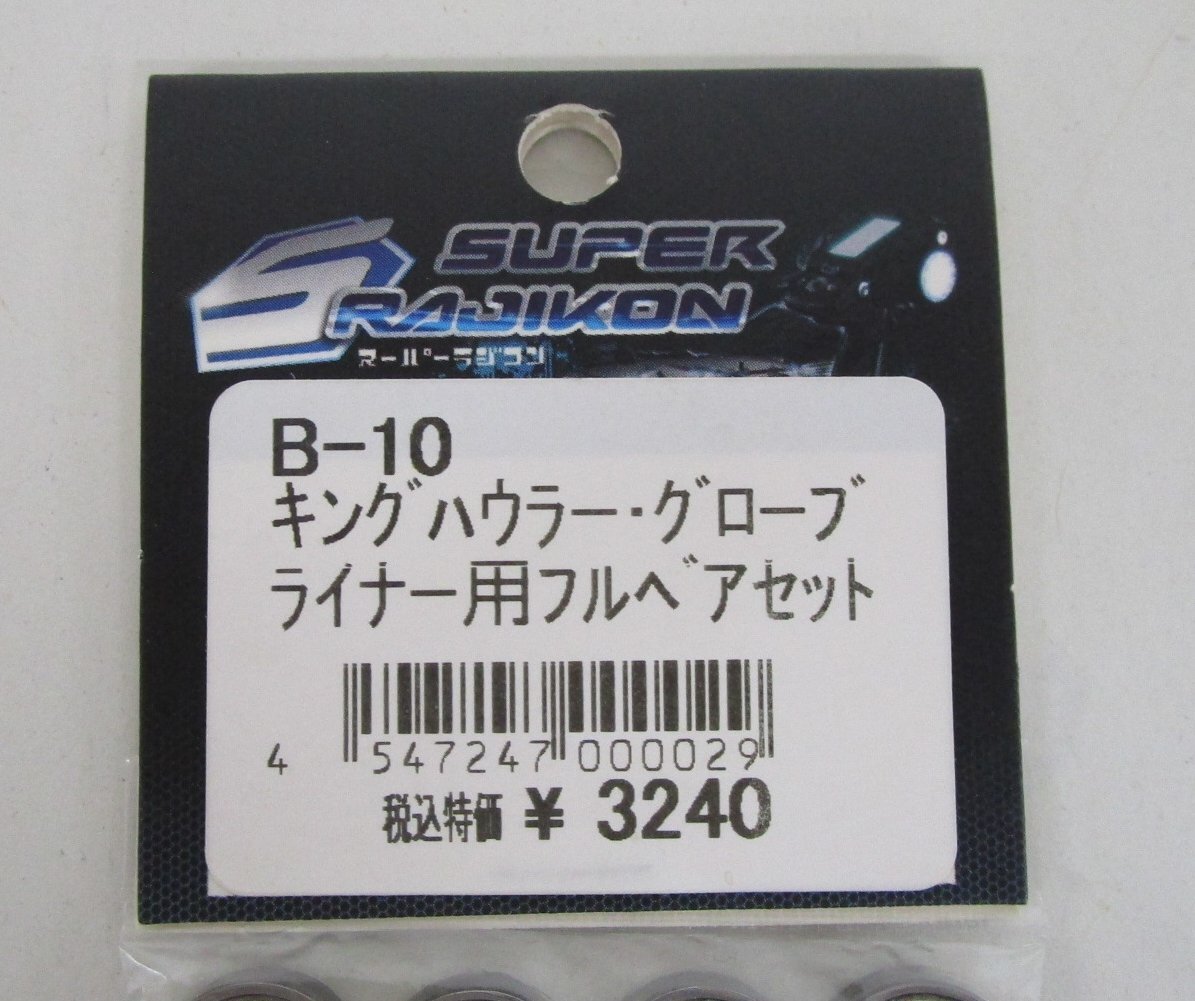 SUPER
RAJIKON
スーパーラジコン
B-10
キングハウラー・グローブ
ライナー用フルベアセット
4 547247 000029
税込特価 ¥ 3240